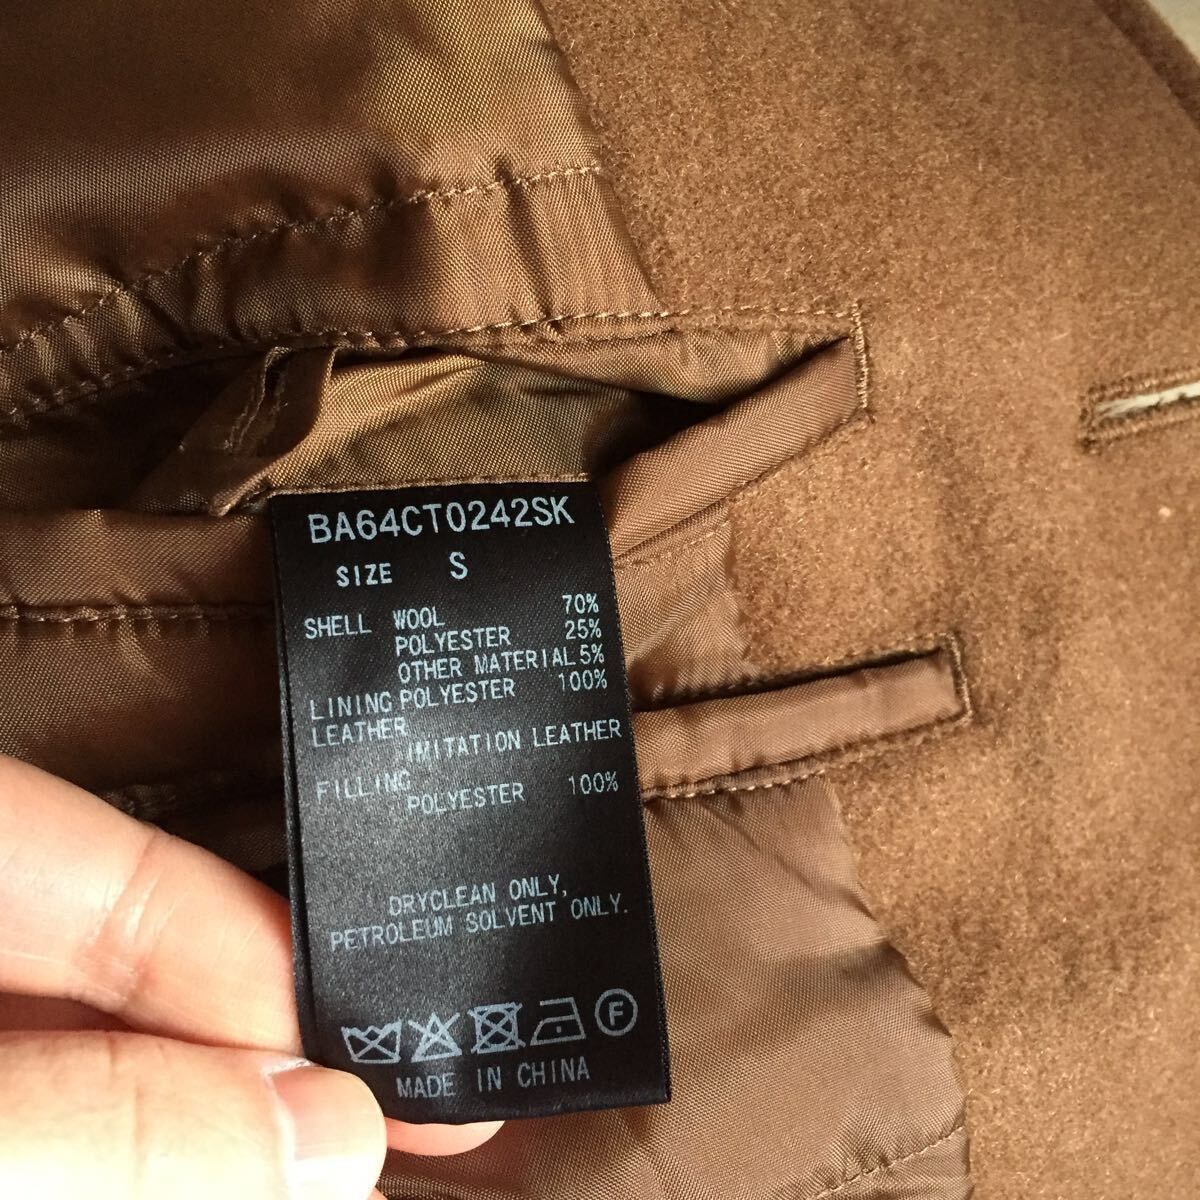 BA64CT0242SK
SIZE S
SHELL WOOL 70%
POLYESTER 25%
OTHER MATERIAL 5%
LINING POLYESTER 100%
LEATHER
IMITATION LEATHER
FILLING
POLYESTER 100%
DRYCLEAN ONLY,
PETROLEUM SOLVENT ONLY.
F
MADE IN CHINA